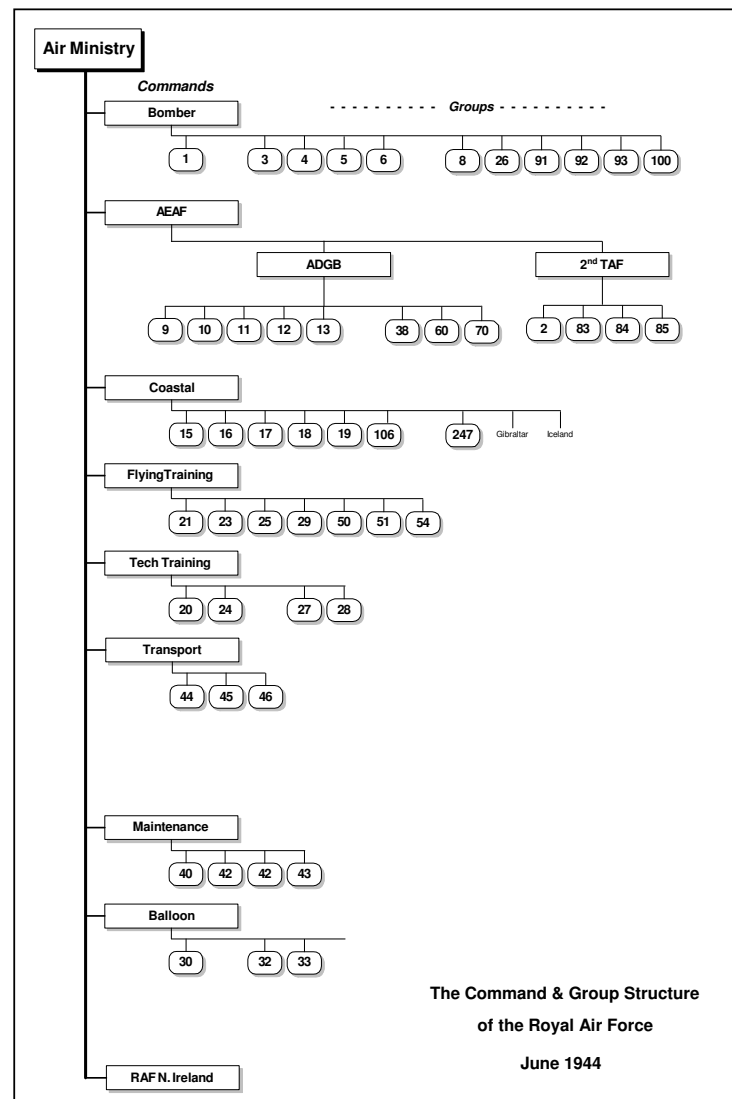 Air Ministry
Commands
- - - - - - - - - - Groups - - - - - - - - - -
Bomber
1 3 4 5 6 8 26 91 92 93 100
AEAF
ADGB 2nd TAF
9 10 11 12 13 38 60 70 2 83 84 85
Coastal
15 16 17 18 19 106 247 Gibraltar Iceland
FlyingTraining
21 23 25 29 50 51 54
Tech Training
20 24 27 28
Transport
44 45 46
Maintenance
40 42 42 43
Balloon
30 32 33
The Command & Group Structure
of the Royal Air Force
June 1944
RAF N. Ireland